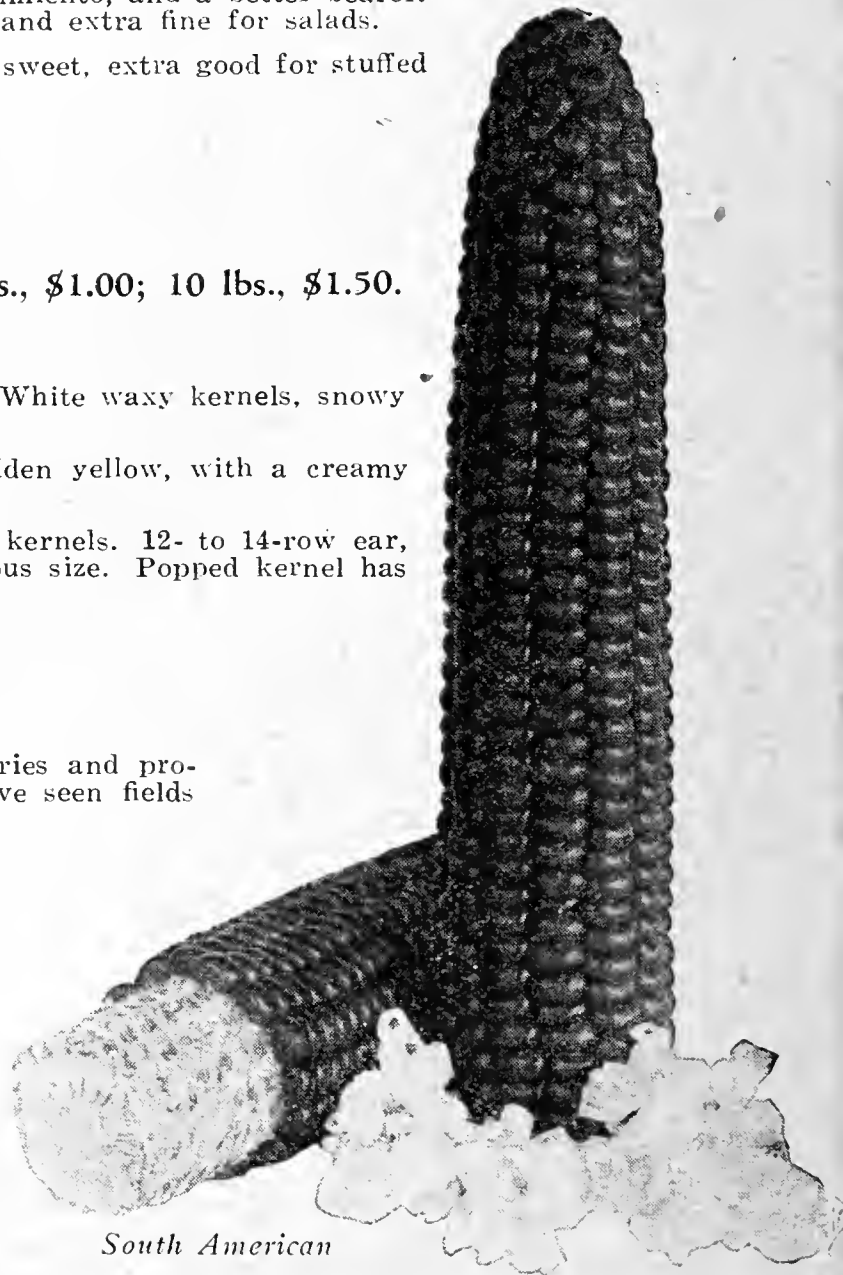 and extra fine for salads.
sweet, extra good for stuffed
s., $1.00; 10 lbs., $1.50.
White waxy kernels, snowy
den yellow, with a creamy
kernels. 12- to 14-row ear,
us size. Popped kernel has
ries and pro-
ve seen fields
South American